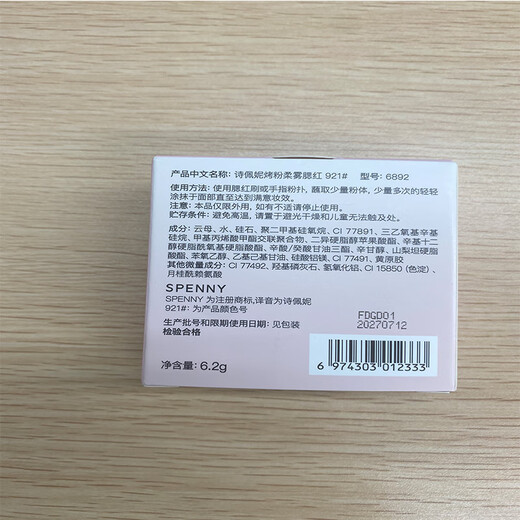 产品中文名称: 诗佩妮烤粉柔雾腮红 921# 型号: 6892
使用方法: 使用腮红刷或手指粉扑, 蘸取少量粉体, 少量多次的轻轻
涂抹于面部直至达到满意妆效。
注意: 本品仅限外用, 如有不适请停止使用。
贮存条件: 避免高温, 请置于避光干燥和儿童无法触及处。
成分: 云母、水、硅石、聚二甲基硅氧烷、CI 77891、三乙氧基辛基
硅烷、甲基丙烯酸甲酯交联聚合物、二异硬脂醇苹果酸酯、辛基十二
醇硬脂酰氧基硬脂酸酯、辛酸/癸酸甘油三酯、辛甘醇、山梨坦硬脂
酸酯、苯氧乙醇、乙基己基甘油、硅酸铝镁、CI 77491、黄原胶
其他微量成分: CI 77492、羟基磷灰石、氢氧化铝、CI 15850 (色淀)、
月桂酰赖氨酸
SPENNY
SPENNY 为注册商标,译音为诗佩妮
921#: 为产品颜色号
生产批号和限期使用日期: 见包装
检验合格
FDGD01
20270712
净含量: 6.2g
6 974303 012333